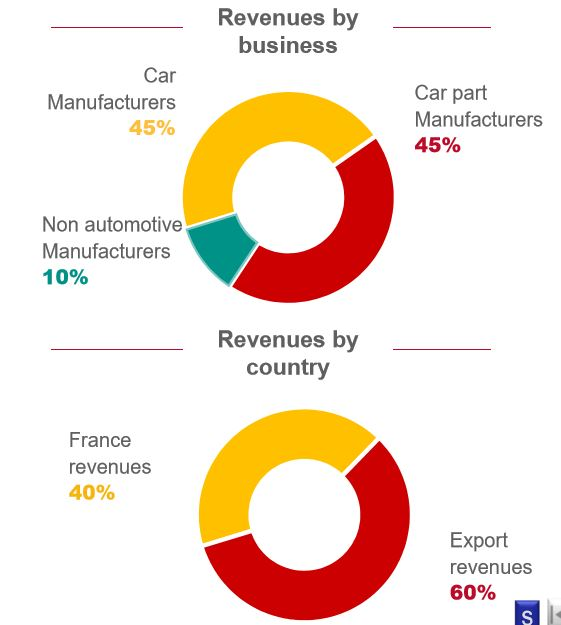 Revenues by
business
Car
Manufacturers
45%
Car part
Manufacturers
45%
Non automotive
Manufacturers
10%
Revenues by
country
France
revenues
40%
Export
revenues
60%
S